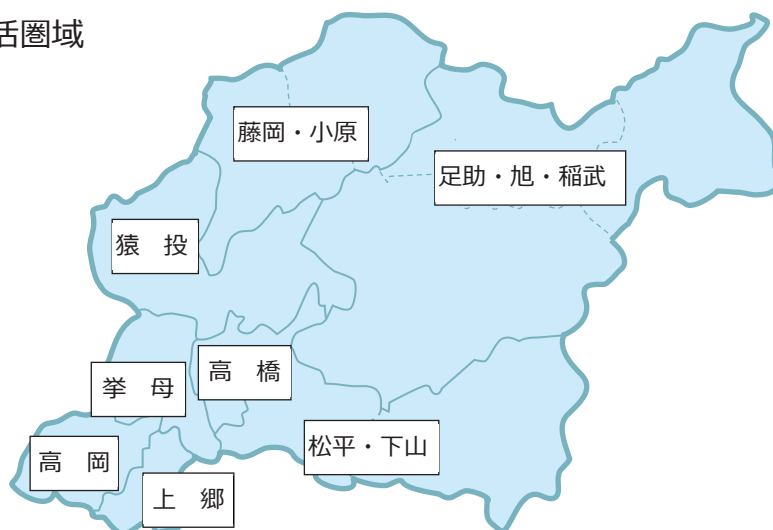 活圏域
藤岡・小原
足助・旭・稲武
猿　投
高　橋
挙　母
松平・下山
高　岡
上　郷